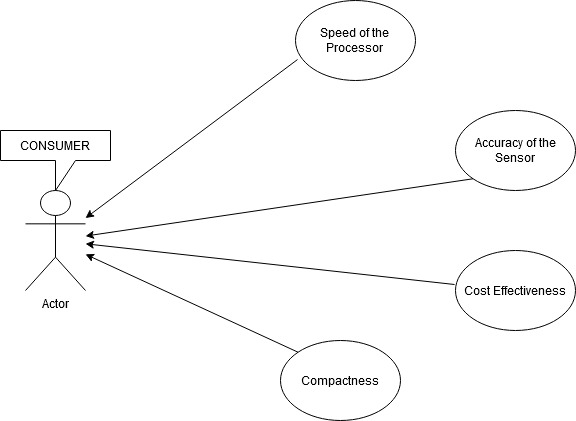 Speed of the
Processor
Accuracy of the
Sensor
CONSUMER
Actor
Cost Effectiveness
Compactness